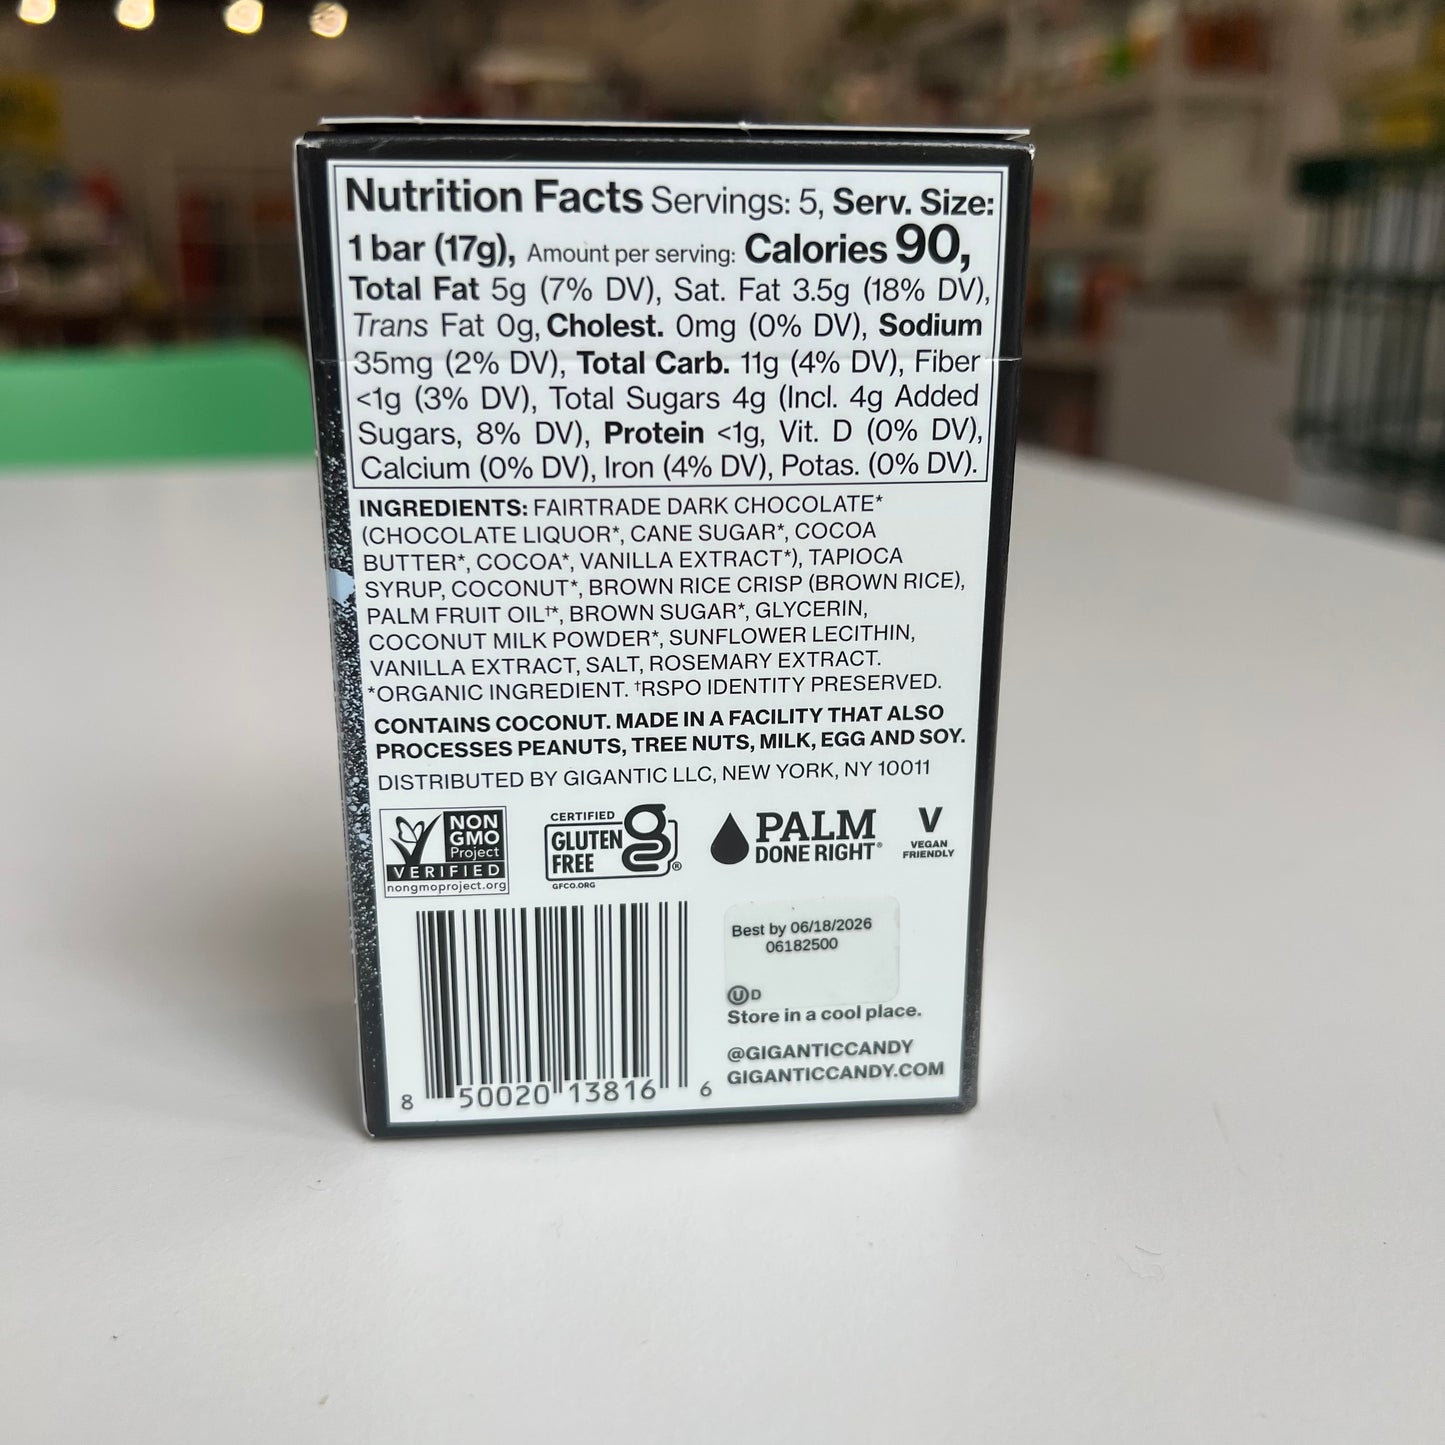 Nutrition Facts Servings: 5, Serv. Size:
1 bar (17g), Amount per serving: Calories 90,
Total Fat 5g (7% DV), Sat. Fat 3.5g (18% DV),
Trans Fat 0g, Cholest. 0mg (0% DV), Sodium
35mg (2% DV), Total Carb. 11g (4% DV), Fiber
<1g (3% DV), Total Sugars 4g (Incl. 4g Added
Sugars, 8% DV), Protein <1g, Vit. D (0% DV),
Calcium (0% DV), Iron (4% DV), Potas. (0% DV).
INGREDIENTS: FAIRTRADE DARK CHOCOLATE*
(CHOCOLATE LIQUOR*, CANE SUGAR*, COCOA
BUTTER*, COCOA*, VANILLA EXTRACT*), TAPIOCA
SYRUP, COCONUT*, BROWN RICE CRISP (BROWN RICE),
PALM FRUIT OIL†*, BROWN SUGAR*, GLYCERIN,
COCONUT MILK POWDER*, SUNFLOWER LECITHIN,
VANILLA EXTRACT, SALT, ROSEMARY EXTRACT.
*ORGANIC INGREDIENT. †RSPO IDENTITY PRESERVED.
CONTAINS COCONUT. MADE IN A FACILITY THAT ALSO
PROCESSES PEANUTS, TREE NUTS, MILK, EGG AND SOY.
DISTRIBUTED BY GIGANTIC LLC, NEW YORK, NY 10011
NON
GMO
Project
VERIFIED
nongmoproject.org
CERTIFIED
GLUTEN
FREE
g
®
GFCO.ORG
PALM
DONE RIGHT®
V
VEGAN
FRIENDLY
Best by 06/18/2026
06182500
Ⓤ D
Store in a cool place.
@GIGANTICCANDY
GIGANTICCANDY.COM
8 50020 13816 6